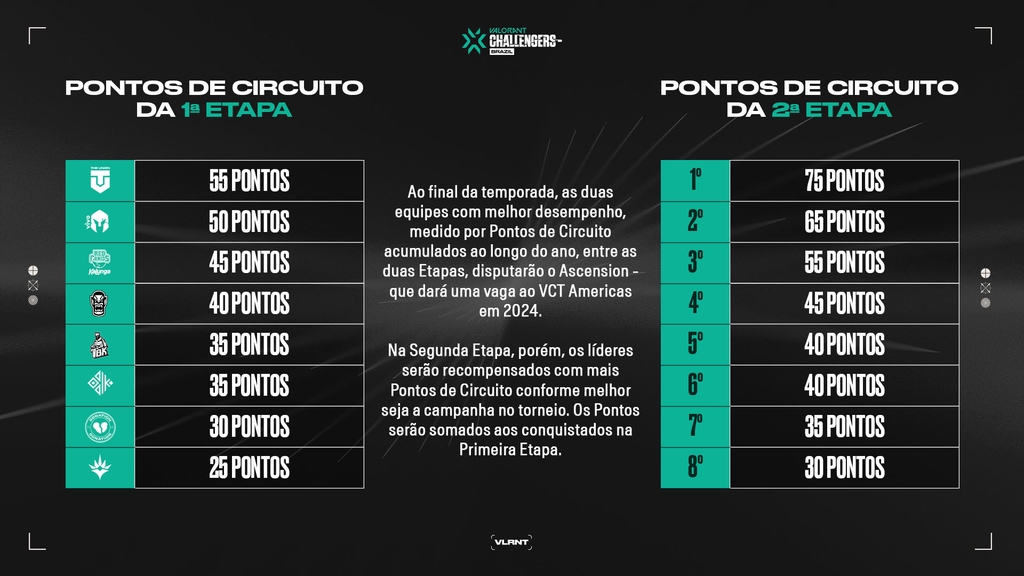 VALORANT
CHALLENGERS
BRAZIL
PONTOS DE CIRCUITO
DA 1ª ETAPA
55 PONTOS
50 PONTOS
45 PONTOS
40 PONTOS
TBK
35 PONTOS
35 PONTOS
30 PONTOS
25 PONTOS
Ao final da temporada, as duas
equipes com melhor desempenho,
medido por Pontos de Circuito
acumulados ao longo do ano, entre as
duas Etapas, disputarão o Ascension -
que dará uma vaga ao VCT Americas
em 2024.
Na Segunda Etapa, porém, os líderes
serão recompensados com mais
Pontos de Circuito conforme melhor
seja a campanha no torneio. Os Pontos
serão somados aos conquistados na
Primeira Etapa.
PONTOS DE CIRCUITO
DA 2ª ETAPA
1º 75 PONTOS
2º 65 PONTOS
3º 55 PONTOS
4º 45 PONTOS
5º 40 PONTOS
6º 40 PONTOS
7º 35 PONTOS
8º 30 PONTOS
VLRNT